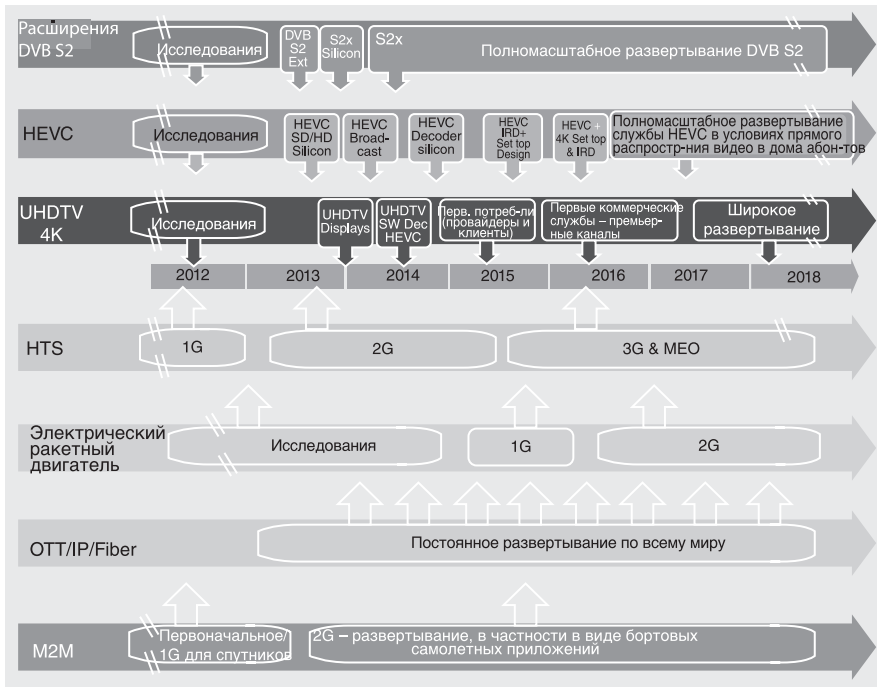 Расширения
DVB S2
Исследования
DVB
S2
Ext
S2x
Silicon
S2x
Полномасштабное развертывание DVB S2
HEVC
Исследования
HEVC
SD/HD
Silicon
HEVC
Broad-
cast
HEVC
Decoder
silicon
HEVC
IRD+
Set top
Design
HEVC +
4K Set top
& IRD
Полномасштабное развертывание
службы HEVC в условиях прямого
распростр-ния видео в дома абон-тов
UHDTV
4K
Исследования
UHDTV
Displays
UHDTV
SW Dec
HEVC
Перв. потреб-ли
(провайдеры и
клиенты)
Первые коммерческие
службы – премьер-
ные каналы
Широкое
развертывание
2012
2013
2014
2015
2016
2017
2018
HTS
1G
2G
3G & MEO
Электрический
ракетный
двигатель
Исследования
1G
2G
OTT/IP/Fiber
Постоянное развертывание по всему миру
M2M
Первоначальное/
1G для спутников
2G – развертывание, в частности в виде бортовых
самолетных приложений